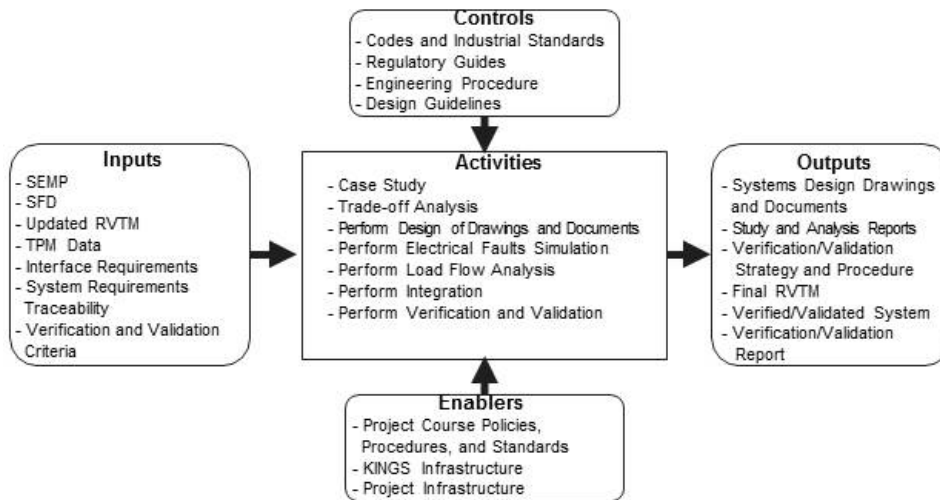 Controls
- Codes and Industrial Standards
- Regulatory Guides
- Engineering Procedure
- Design Guidelines
Inputs
- SEMP
- SFD
- Updated RVTM
- TPM Data
- Interface Requirements
- System Requirements
Traceability
- Verification and Validation
Criteria
Activities
- Case Study
- Trade-off Analysis
- Perform Design of Drawings and Documents
- Perform Electrical Faults Simulation
- Perform Load Flow Analysis
- Perform Integration
- Perform Verification and Validation
Outputs
- Systems Design Drawings
and Documents
- Study and Analysis Reports
- Verification/Validation
Strategy and Procedure
- Final RVTM
- Verified/Validated System
- Verification/Validation
Report
Enablers
- Project Course Policies,
Procedures, and Standards
- KINGS Infrastructure
- Project Infrastructure